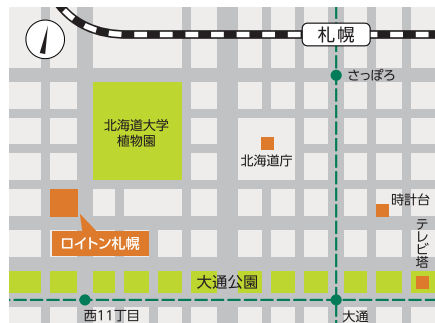 札幌
さっぽろ
北海道大学
植物園
北海道庁
時計台
ロイトン札幌
テレビ塔
大通公園
西11丁目
大通